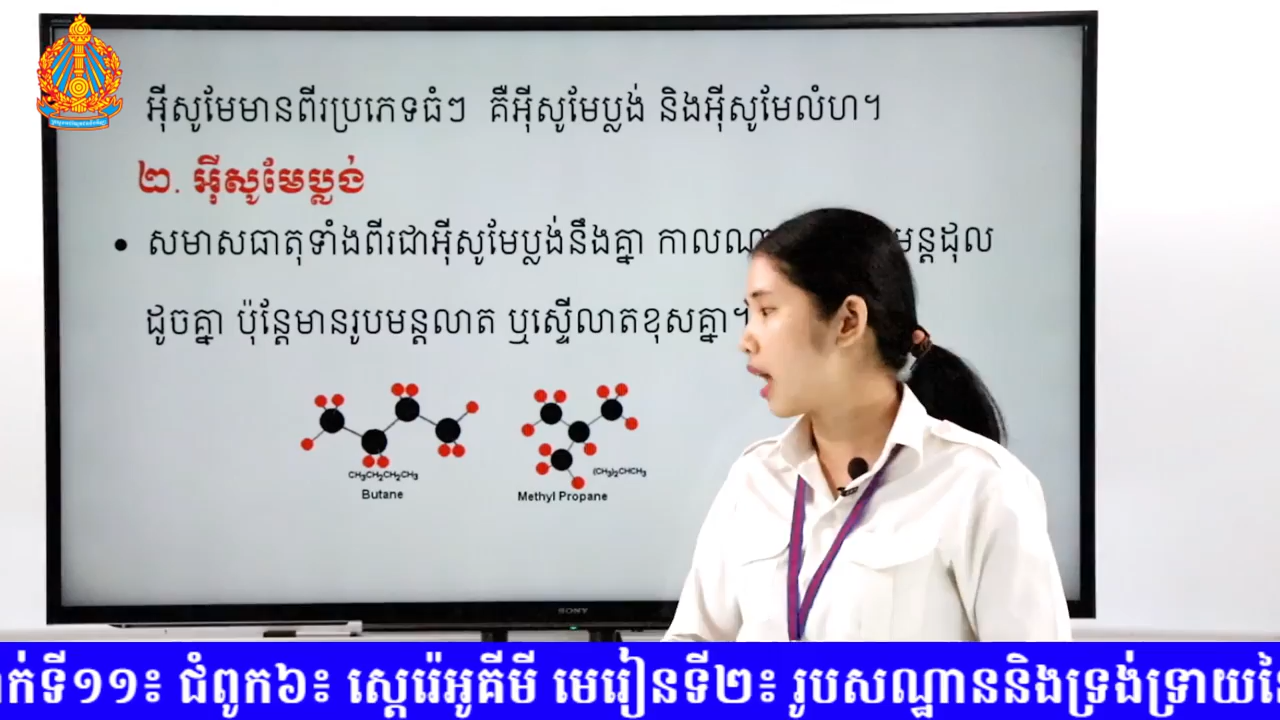 អ៊ីសូមែមានពីរប្រភេទធំៗ គឺអ៊ីសូមែប្លង់ និងអ៊ីសូមែលំហ។
២. អ៊ីសូមែប្លង់
• សមាសធាតុទាំងពីរជាអ៊ីសូមែប្លង់នឹងគ្នា កាលណា មន្តដុល
ដូចគ្នា ប៉ុន្តែមានរូបមន្តលាត ឬស្ទើលាតខុសគ្នា។
CH₃CH₂CH₂CH₃
Butane
(CH₃)₂CHCH₃
Methyl Propane
SONY
ក់ទី១១៖ ជំពូក៦៖ ស្តេរ៉េអូគីមី មេរៀនទី២៖ រូបសណ្ឋាននិងទ្រង់ទ្រាយ